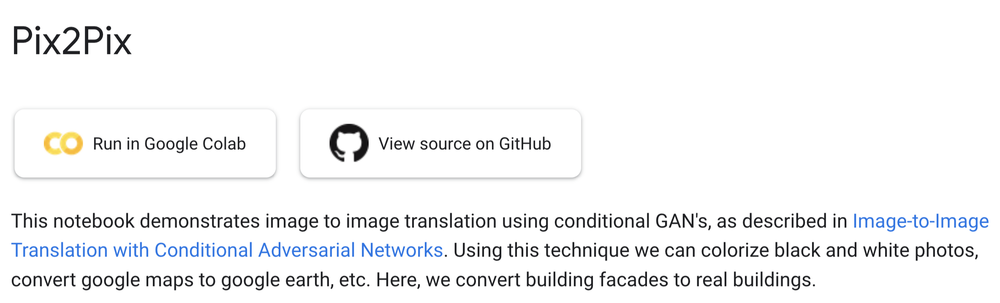 Pix2Pix
Run in Google Colab
View source on GitHub
This notebook demonstrates image to image translation using conditional GAN's, as described in Image-to-Image
Translation with Conditional Adversarial Networks. Using this technique we can colorize black and white photos,
convert google maps to google earth, etc. Here, we convert building facades to real buildings.